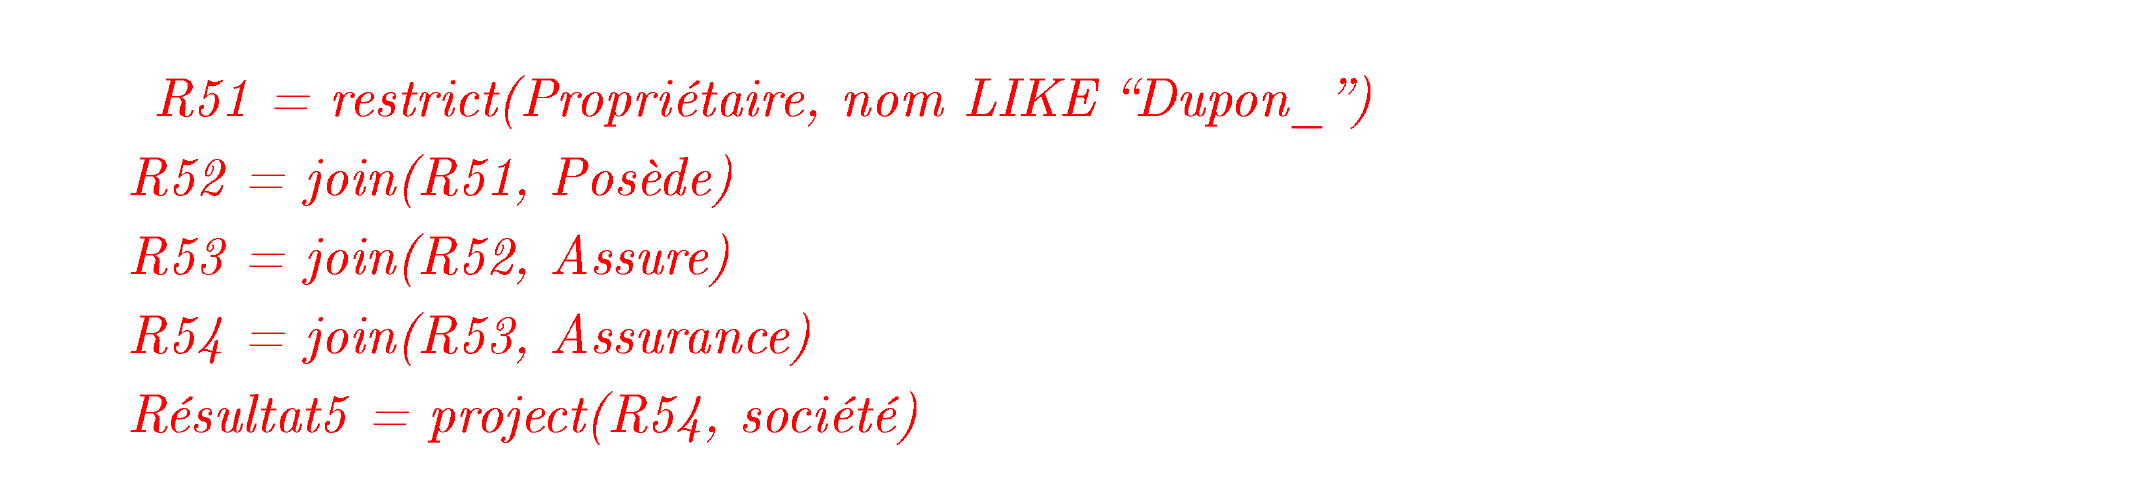 R51 = restrict(Propriétaire, nom LIKE “Dupon_”)
R52 = join(R51, Posède)
R53 = join(R52, Assure)
R54 = join(R53, Assurance)
Résultat5 = project(R54, société)